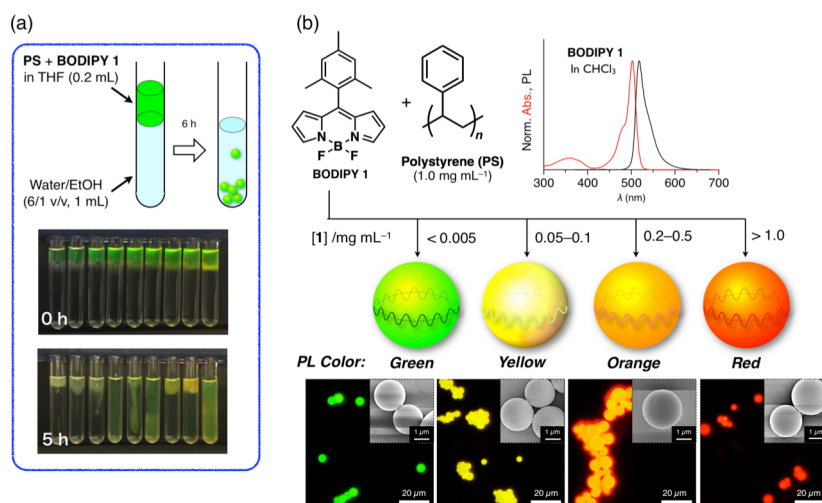 (a)
PS + BODIPY 1
in THF (0.2 mL)
6 h
Water/EtOH
(6/1 v/v, 1 mL)
0 h
5 h
(b)
N
N
B
F
F
BODIPY 1
+
n
Polystyrene (PS)
(1.0 mg mL⁻¹)
BODIPY 1
In CHCl₃
Norm. Abs., PL
300 400 500 600 700
λ (nm)
[1] /mg mL⁻¹
< 0.005
0.05–0.1
0.2–0.5
> 1.0
PL Color: Green Yellow Orange Red
1 µm 1 µm 1 µm 1 µm
20 µm 20 µm 20 µm 20 µm